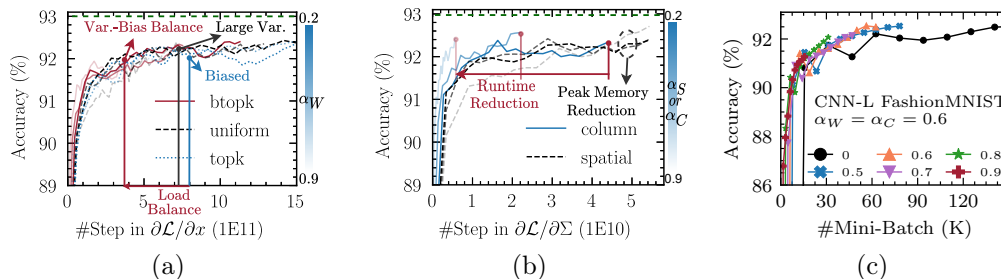 93
92
91
90
89
Accuracy (%)
Var.-Bias Balance
Large Var.
Biased
btopk
uniform
topk
Load
Balance
0
5
10
15
#Step in ∂L/∂x (1E11)
0.2
α_W
0.9
(a)
93
92
91
90
89
Accuracy (%)
Runtime
Reduction
Peak Memory
Reduction
column
spatial
0 1 2 3 4 5
#Step in ∂L/∂Σ (1E10)
0.2
α_S
or
α_C
0.9
(b)
92
90
88
86
Accuracy (%)
CNN-L FashionMNIST
α_W = α_C = 0.6
0 0.6 0.8
0.5 0.7 0.9
0 30 60 90 120
#Mini-Batch (K)
(c)